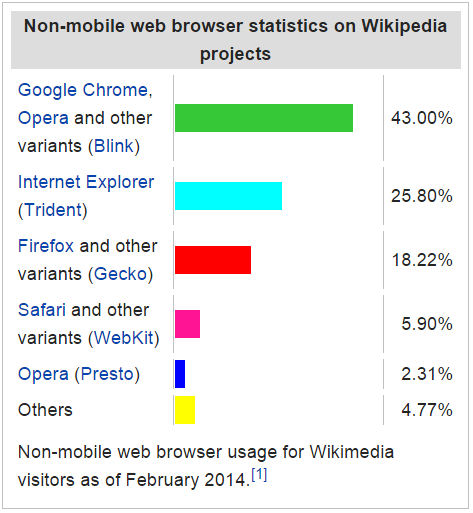 Non-mobile web browser statistics on Wikipedia
projects
Google Chrome,
Opera and other
variants (Blink)
43.00%
Internet Explorer
(Trident)
25.80%
Firefox and other
variants (Gecko)
18.22%
Safari and other
variants (WebKit)
5.90%
Opera (Presto)
2.31%
Others
4.77%
Non-mobile web browser usage for Wikimedia
visitors as of February 2014.[1]